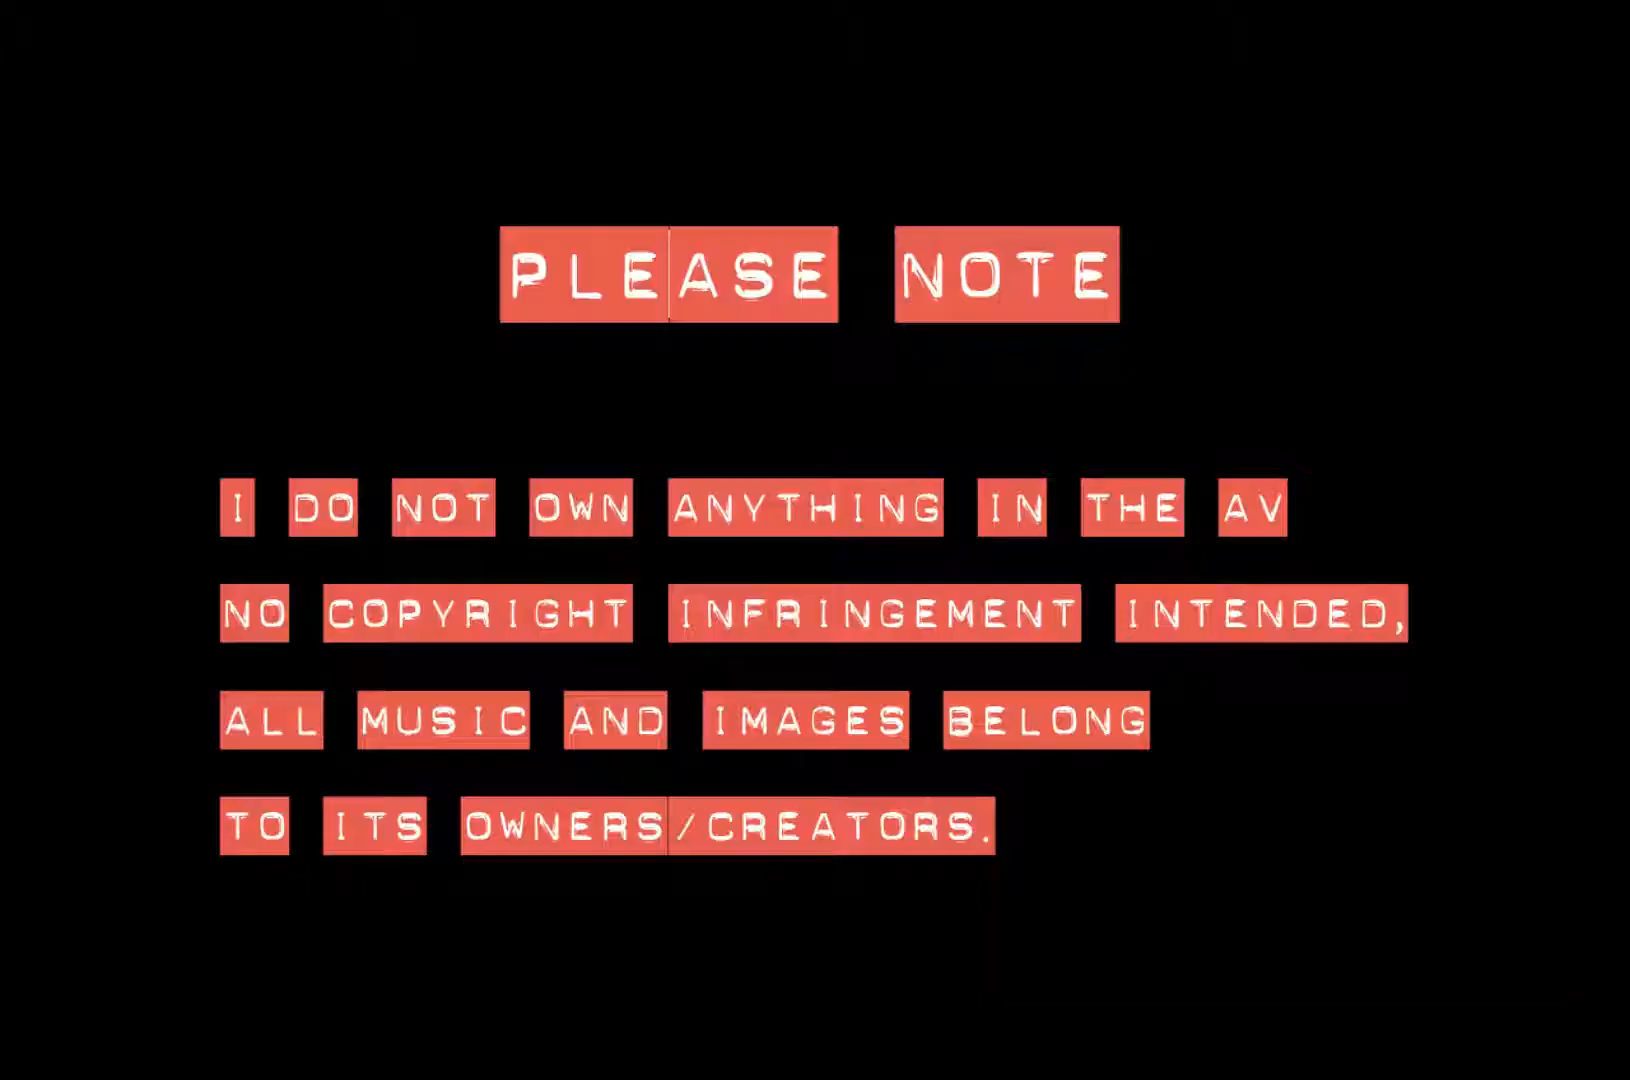 PLEASE NOTE
I DO NOT OWN ANYTHING IN THE AV
NO COPYRIGHT INFRINGEMENT INTENDED,
ALL MUSIC AND IMAGES BELONG
TO ITS OWNERS/CREATORS.